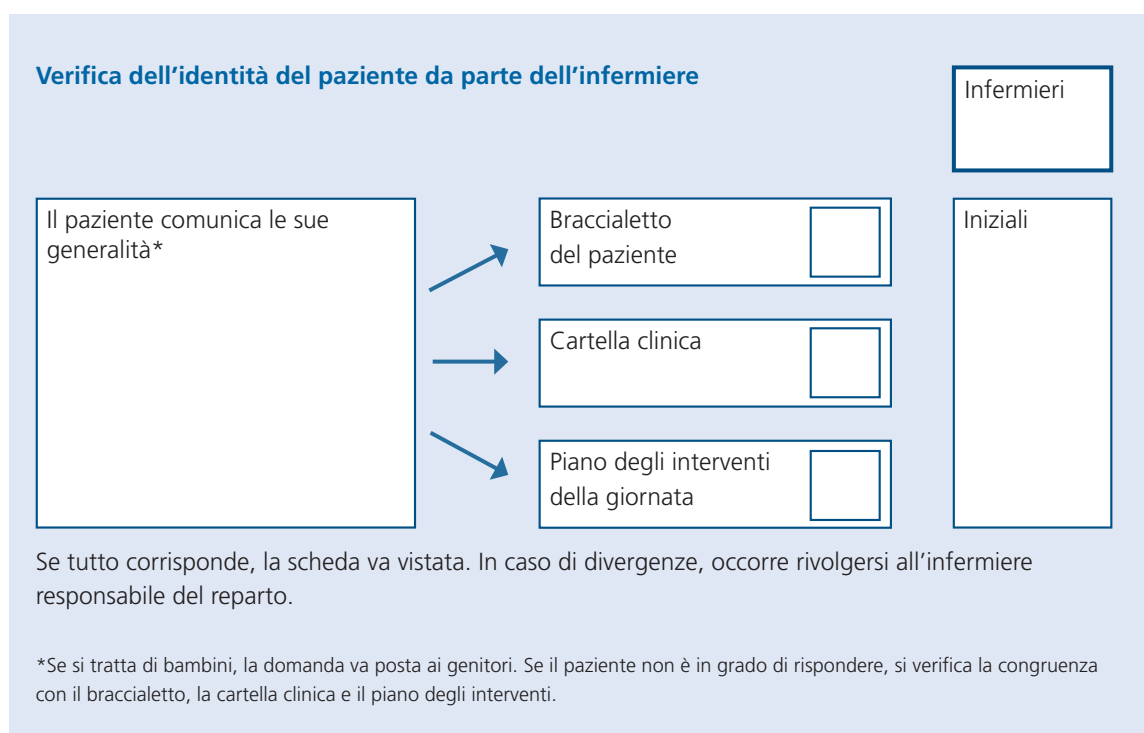 Verifica dell’identità del paziente da parte dell’infermiere
Infermieri
Il paziente comunica le sue
generalità*
Braccialetto
del paziente
Cartella clinica
Piano degli interventi
della giornata
Iniziali
Se tutto corrisponde, la scheda va vistata. In caso di divergenze, occorre rivolgersi all’infermiere
responsabile del reparto.
*Se si tratta di bambini, la domanda va posta ai genitori. Se il paziente non è in grado di rispondere, si verifica la congruenza
con il braccialetto, la cartella clinica e il piano degli interventi.